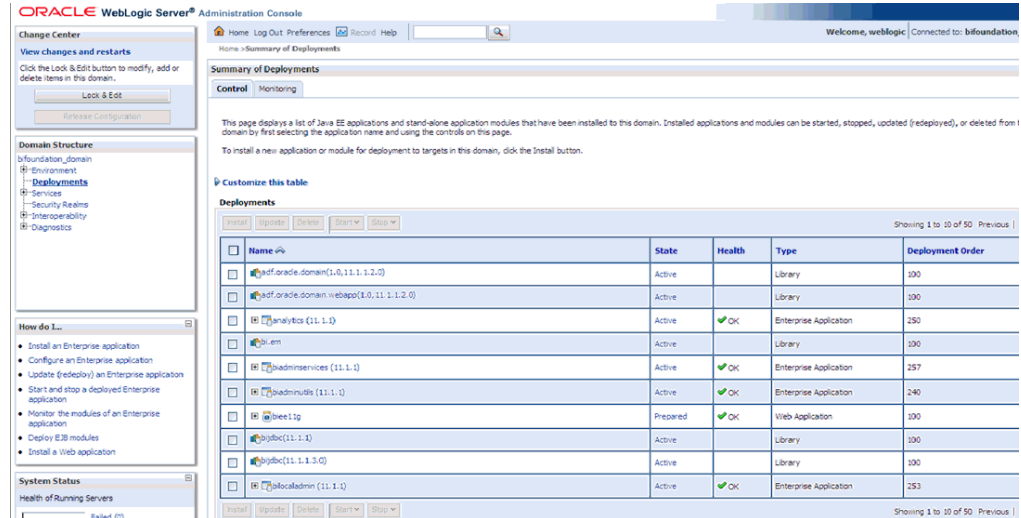 ORACLE WebLogic Server® Administration Console
Change Center
View changes and restarts
Click the Lock & Edit button to modify, add or
delete items in this domain.
Lock & Edit
Release Configuration
Domain Structure
bifoundation_domain
Environment
Deployments
Services
Security Realms
Interoperability
Diagnostics
How do I...
Install an Enterprise application
Configure an Enterprise application
Update (redeploy) an Enterprise application
Start and stop a deployed Enterprise
application
Monitor the modules of an Enterprise
application
Deploy EJB modules
Install a Web application
System Status
Health of Running Servers
Failed (0)
Home Log Out Preferences Record Help
Welcome, weblogic Connected to: bifoundation_
Home >Summary of Deployments
Summary of Deployments
Control Monitoring
This page displays a list of Java EE applications and stand-alone application modules that have been installed to this domain. Installed applications and modules can be started, stopped, updated (redeployed), or deleted from
domain by first selecting the application name and using the controls on this page.
To install a new application or module for deployment to targets in this domain, click the Install button.
Customize this table
Deployments
Install Update Delete Start Stop
Showing 1 to 10 of 50 Previous |
Name State Health Type Deployment Order
adf.oracle.domain(1.0,11.1.1.2.0) Active Library 100
adf.oracle.domain.webapp(1.0,11.1.1.2.0) Active Library 100
analytics (11.1.1) Active OK Enterprise Application 250
bi.em Active Library 100
biadminservices (11.1.1) Active OK Enterprise Application 257
biadminutils (11.1.1) Active OK Enterprise Application 240
biee11g Prepared OK Web Application 100
bijdbc(11.1.1) Active Library 100
bijdbc(11.1.1.3.0) Active Library 100
bilocaladmin (11.1.1) Active OK Enterprise Application 253
Install Update Delete Start Stop
Showing 1 to 10 of 50 Previous |